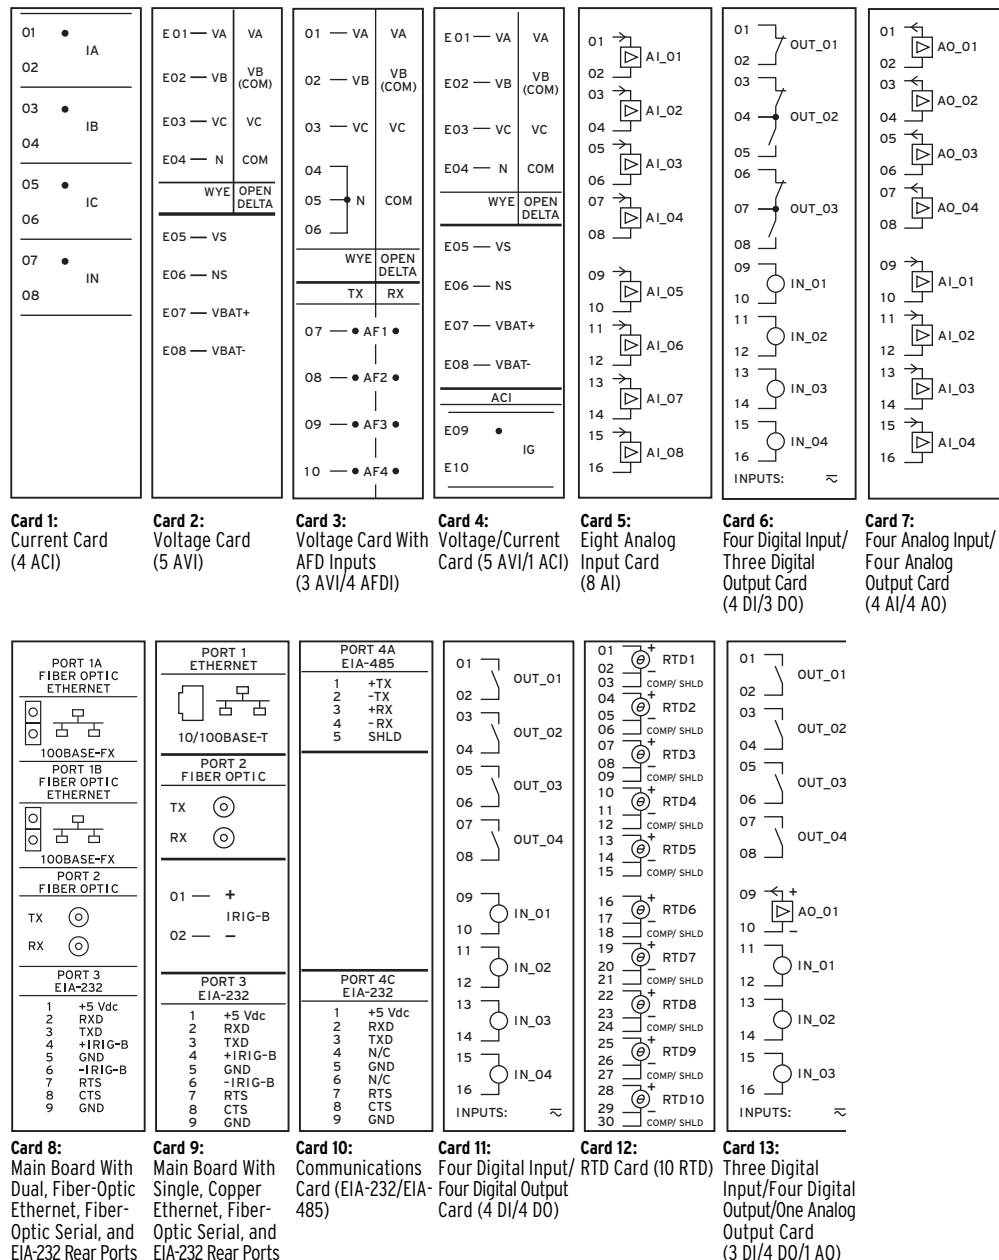 01
IA
02
03
IB
04
05
IC
06
07
IN
08
Card 1:
Current Card
(4 ACI)
E01 VA VA
E02 VB VB
(COM)
E03 VC VC
E04 N COM
WYE OPEN
DELTA
E05 VS
E06 NS
E07 VBAT+
E08 VBAT-
Card 2:
Voltage Card
(5 AVI)
01 VA VA
02 VB VB
(COM)
03 VC VC
04
05 N COM
06
WYE OPEN
DELTA
TX RX
07 AF1
08 AF2
09 AF3
10 AF4
Card 3:
Voltage Card With
AFD Inputs
(3 AVI/4 AFDI)
E01 VA VA
E02 VB VB
(COM)
E03 VC VC
E04 N COM
WYE OPEN
DELTA
E05 VS
E06 NS
E07 VBAT+
E08 VBAT-
ACI
E09
IG
E10
Card 4:
Voltage/Current
Card (5 AVI/1 ACI)
01
AI_01
02
03
AI_02
04
05
AI_03
06
07
AI_04
08
09
AI_05
10
11
AI_06
12
13
AI_07
14
15
AI_08
16
Card 5:
Eight Analog
Input Card
(8 AI)
01
OUT_01
02
03
04 OUT_02
05
06
07 OUT_03
08
09
IN_01
10
11
IN_02
12
13
IN_03
14
15
IN_04
16
INPUTS:
Card 6:
Four Digital Input/
Three Digital
Output Card
(4 DI/3 DO)
01
AO_01
02
03
AO_02
04
05
AO_03
06
07
AO_04
08
09
AI_01
10
11
AI_02
12
13
AI_03
14
15
AI_04
16
Card 7:
Four Analog Input/
Four Analog
Output Card
(4 AI/4 AO)
PORT 1A
FIBER OPTIC
ETHERNET
100BASE-FX
PORT 1B
FIBER OPTIC
ETHERNET
100BASE-FX
PORT 2
FIBER OPTIC
TX
RX
PORT 3
EIA-232
1 +5 Vdc
2 RXD
3 TXD
4 +IRIG-B
5 GND
6 -IRIG-B
7 RTS
8 CTS
9 GND
Card 8:
Main Board With
Dual, Fiber-Optic
Ethernet, Fiber-
Optic Serial, and
EIA-232 Rear Ports
PORT 1
ETHERNET
10/100BASE-T
PORT 2
FIBER OPTIC
TX
RX
01 +
IRIG-B
02 −
PORT 3
EIA-232
1 +5 Vdc
2 RXD
3 TXD
4 +IRIG-B
5 GND
6 -IRIG-B
7 RTS
8 CTS
9 GND
Card 9:
Main Board With
Single, Copper
Ethernet, Fiber-
Optic Serial, and
EIA-232 Rear Ports
PORT 4A
EIA-485
1 +TX
2 -TX
3 +RX
4 -RX
5 SHLD
PORT 4C
EIA-232
1 +5 Vdc
2 RXD
3 TXD
4 N/C
5 GND
6 N/C
7 RTS
8 CTS
9 GND
Card 10:
Communications
Card (EIA-232/EIA-
485)
01
OUT_01
02
03
OUT_02
04
05
OUT_03
06
07
OUT_04
08
09
IN_01
10
11
IN_02
12
13
IN_03
14
15
IN_04
16
INPUTS:
Card 11:
Four Digital Input/
Four Digital Output
Card (4 DI/4 DO)
01 +
RTD1
02 −
03 COMP/ SHLD
04 +
RTD2
05 −
06 COMP/ SHLD
07 +
RTD3
08 −
09 COMP/ SHLD
10 +
RTD4
11 −
12 COMP/ SHLD
13 +
RTD5
14 −
15 COMP/ SHLD
16 +
RTD6
17 −
18 COMP/ SHLD
19 +
RTD7
20 −
21 COMP/ SHLD
22 +
RTD8
23 −
24 COMP/ SHLD
25 +
RTD9
26 −
27 COMP/ SHLD
28 +
RTD10
29 −
30 COMP/ SHLD
Card 12:
RTD Card (10 RTD)
01
OUT_01
02
03
OUT_02
04
05
OUT_03
06
07
OUT_04
08
09 +
AO_01
10 −
11
IN_01
12
13
IN_02
14
15
IN_03
16
INPUTS:
Card 13:
Three Digital
Input/Four Digital
Output/One Analog
Output Card
(3 DI/4 DO/1 AO)